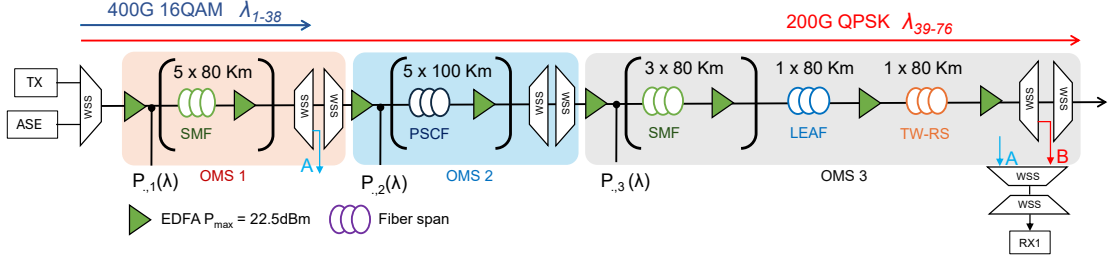 400G 16QAM λ1-38
200G QPSK λ39-76
TX
ASE
WSS
5 x 80 Km
SMF
WSS
WSS
A
P.,1(λ)
OMS 1
5 x 100 Km
PSCF
WSS
WSS
P.,2(λ)
OMS 2
3 x 80 Km
SMF
1 x 80 Km
LEAF
1 x 80 Km
TW-RS
WSS
WSS
P.,3(λ)
OMS 3
A
B
WSS
WSS
RX1
EDFA Pmax = 22.5dBm
Fiber span